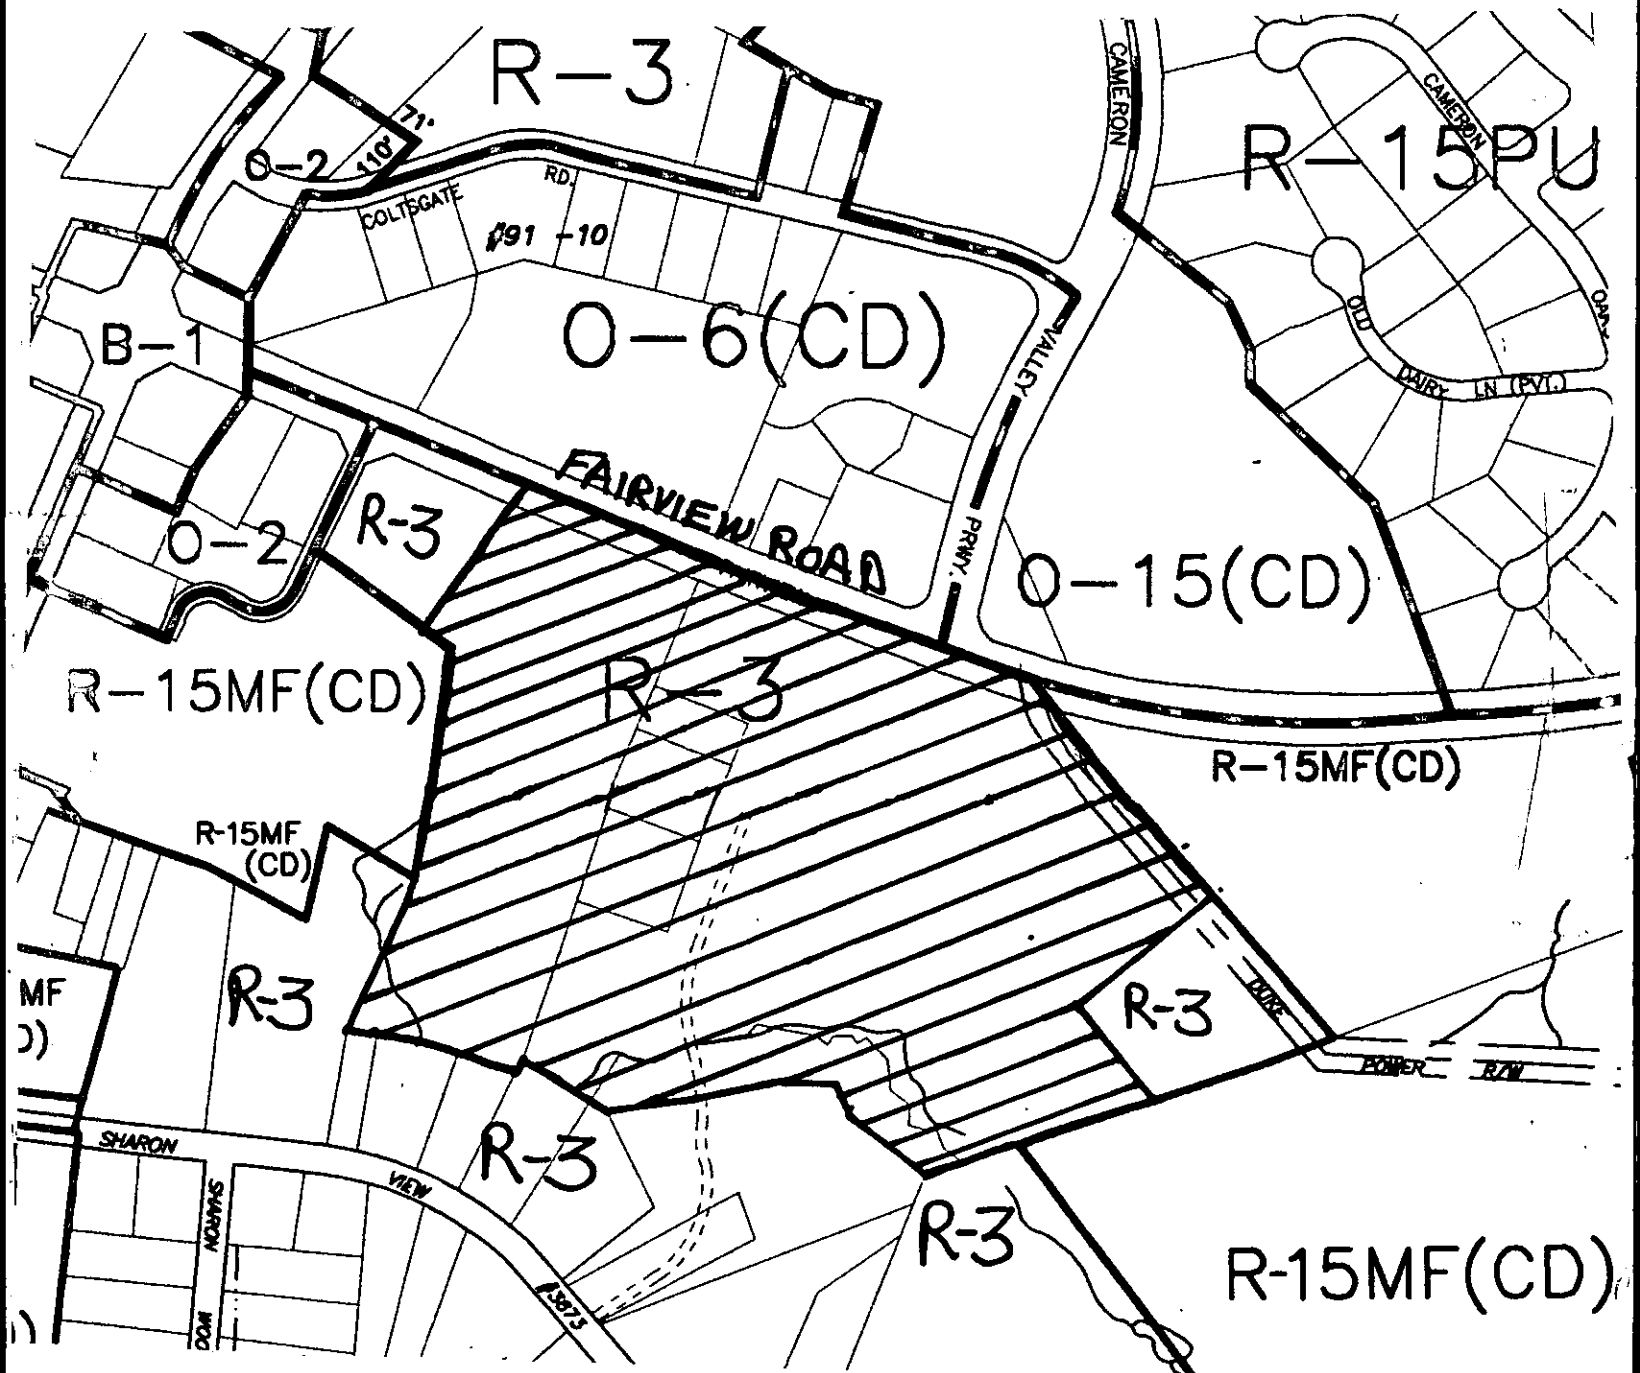 R-3
CAMERON
CAMERON
R-15PU
71'
110'
O-2
COLTSGATE
RD.
91-10
O-6(CD)
B-1
VALLEY
OLD
DAIRY
LN (PVT.)
FAIRVIEW ROAD
R-3
O-2
PRWY.
O-15(CD)
R-15MF(CD)
R-3
R-15MF(CD)
R-15MF
(CD)
R-3
MF
D)
R-3
DUKE
POWER
R/W
SHARON
VIEW
R-3
SHARON
R-3
R-15MF(CD)
#3673
)